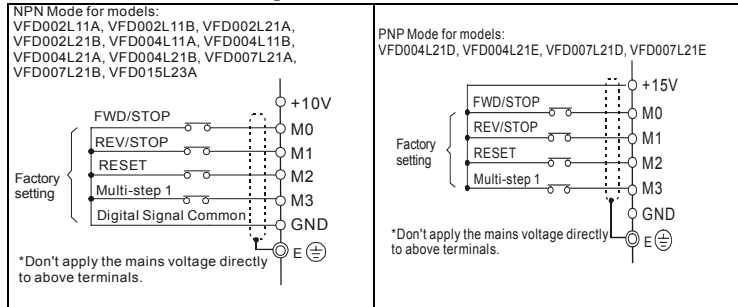 NPN Mode for models:
VFD002L11A, VFD002L11B, VFD002L21A,
VFD002L21B, VFD004L11A, VFD004L11B,
VFD004L21A, VFD004L21B, VFD007L21A,
VFD007L21B, VFD015L23A
+10V
FWD/STOP
M0
REV/STOP
M1
RESET
M2
Factory
setting
Multi-step 1
M3
Digital Signal Common
GND
E
*Don't apply the mains voltage directly
to above terminals.
PNP Mode for models:
VFD004L21D, VFD004L21E, VFD007L21D, VFD007L21E
+15V
FWD/STOP
M0
REV/STOP
M1
Factory
setting
RESET
M2
Multi-step 1
M3
GND
*Don't apply the mains voltage directly
to above terminals.
E